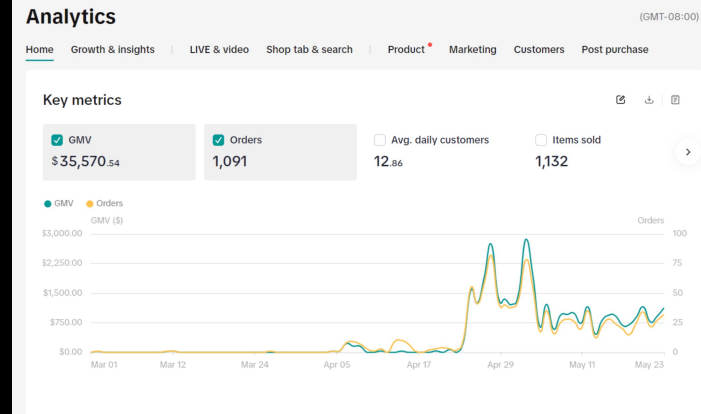 Analytics
(GMT-08:00)
Home Growth & insights LIVE & video Shop tab & search Product Marketing Customers Post purchase
Key metrics
GMV Orders Avg. daily customers Items sold
$35,570.54 1,091 12.86 1,132
GMV Orders
GMV ($) Orders
$3,000.00 100
$2,250.00 75
$1,500.00 50
$750.00 25
$0.00 0
Mar 01 Mar 12 Mar 24 Apr 05 Apr 17 Apr 29 May 11 May 23